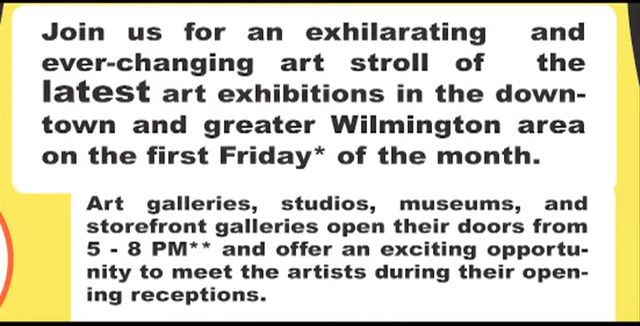 Join us for an exhilarating and
ever-changing art stroll of the
latest art exhibitions in the down-
town and greater Wilmington area
on the first Friday* of the month.
Art galleries, studios, museums, and
storefront galleries open their doors from
5 - 8 PM** and offer an exciting opportu-
nity to meet the artists during their open-
ing receptions.